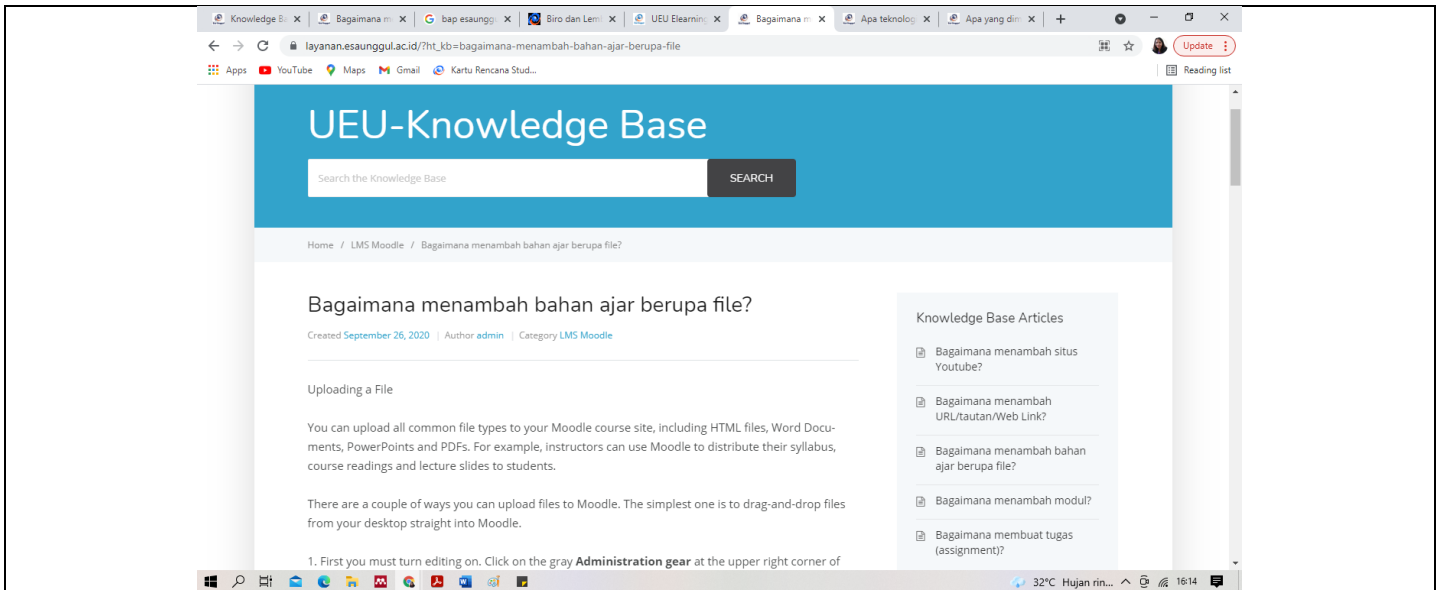 Knowledge Ba
Bagaimana m
bap esaunggu
Biro dan Lem
UEU Elearning
Bagaimana m
Apa teknolog
Apa yang dim
layanan.esaunggul.ac.id/?ht_kb=bagaimana-menambah-bahan-ajar-berupa-file
Update
Apps
YouTube
Maps
Gmail
Kartu Rencana Stud...
Reading list
UEU-Knowledge Base
Search the Knowledge Base
SEARCH
Home / LMS Moodle / Bagaimana menambah bahan ajar berupa file?
Bagaimana menambah bahan ajar berupa file?
Created September 26, 2020 | Author admin | Category LMS Moodle
Uploading a File
You can upload all common file types to your Moodle course site, including HTML files, Word Docu-
ments, PowerPoints and PDFs. For example, instructors can use Moodle to distribute their syllabus,
course readings and lecture slides to students.
There are a couple of ways you can upload files to Moodle. The simplest one is to drag-and-drop files
from your desktop straight into Moodle.
1. First you must turn editing on. Click on the gray Administration gear at the upper right corner of
Knowledge Base Articles
Bagaimana menambah situs
Youtube?
Bagaimana menambah
URL/tautan/Web Link?
Bagaimana menambah bahan
ajar berupa file?
Bagaimana menambah modul?
Bagaimana membuat tugas
(assignment)?
32°C Hujan rin...
16:14